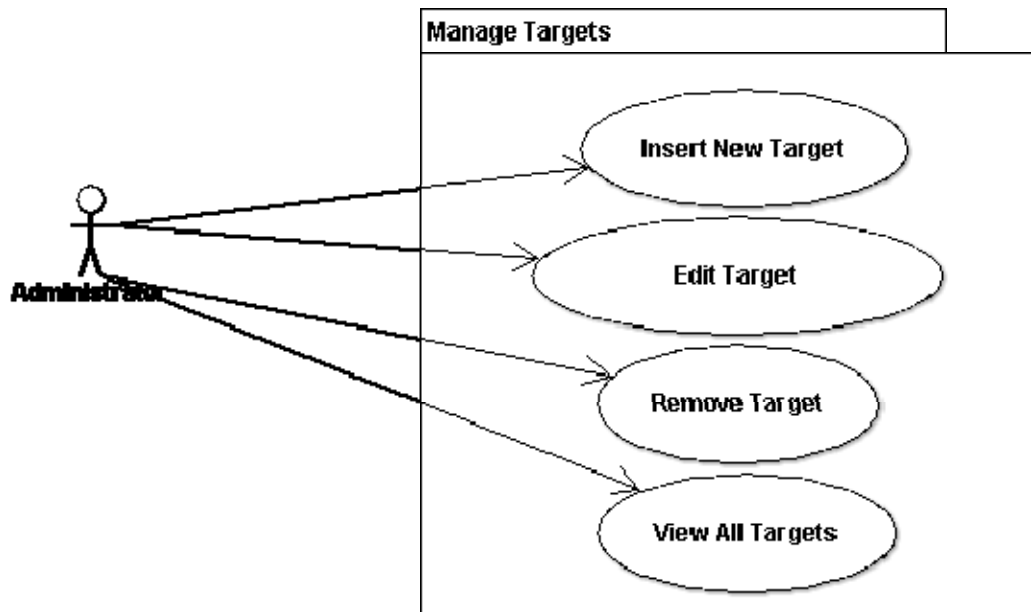 Manage Targets
Insert New Target
Edit Target
Administrator
Remove Target
View All Targets